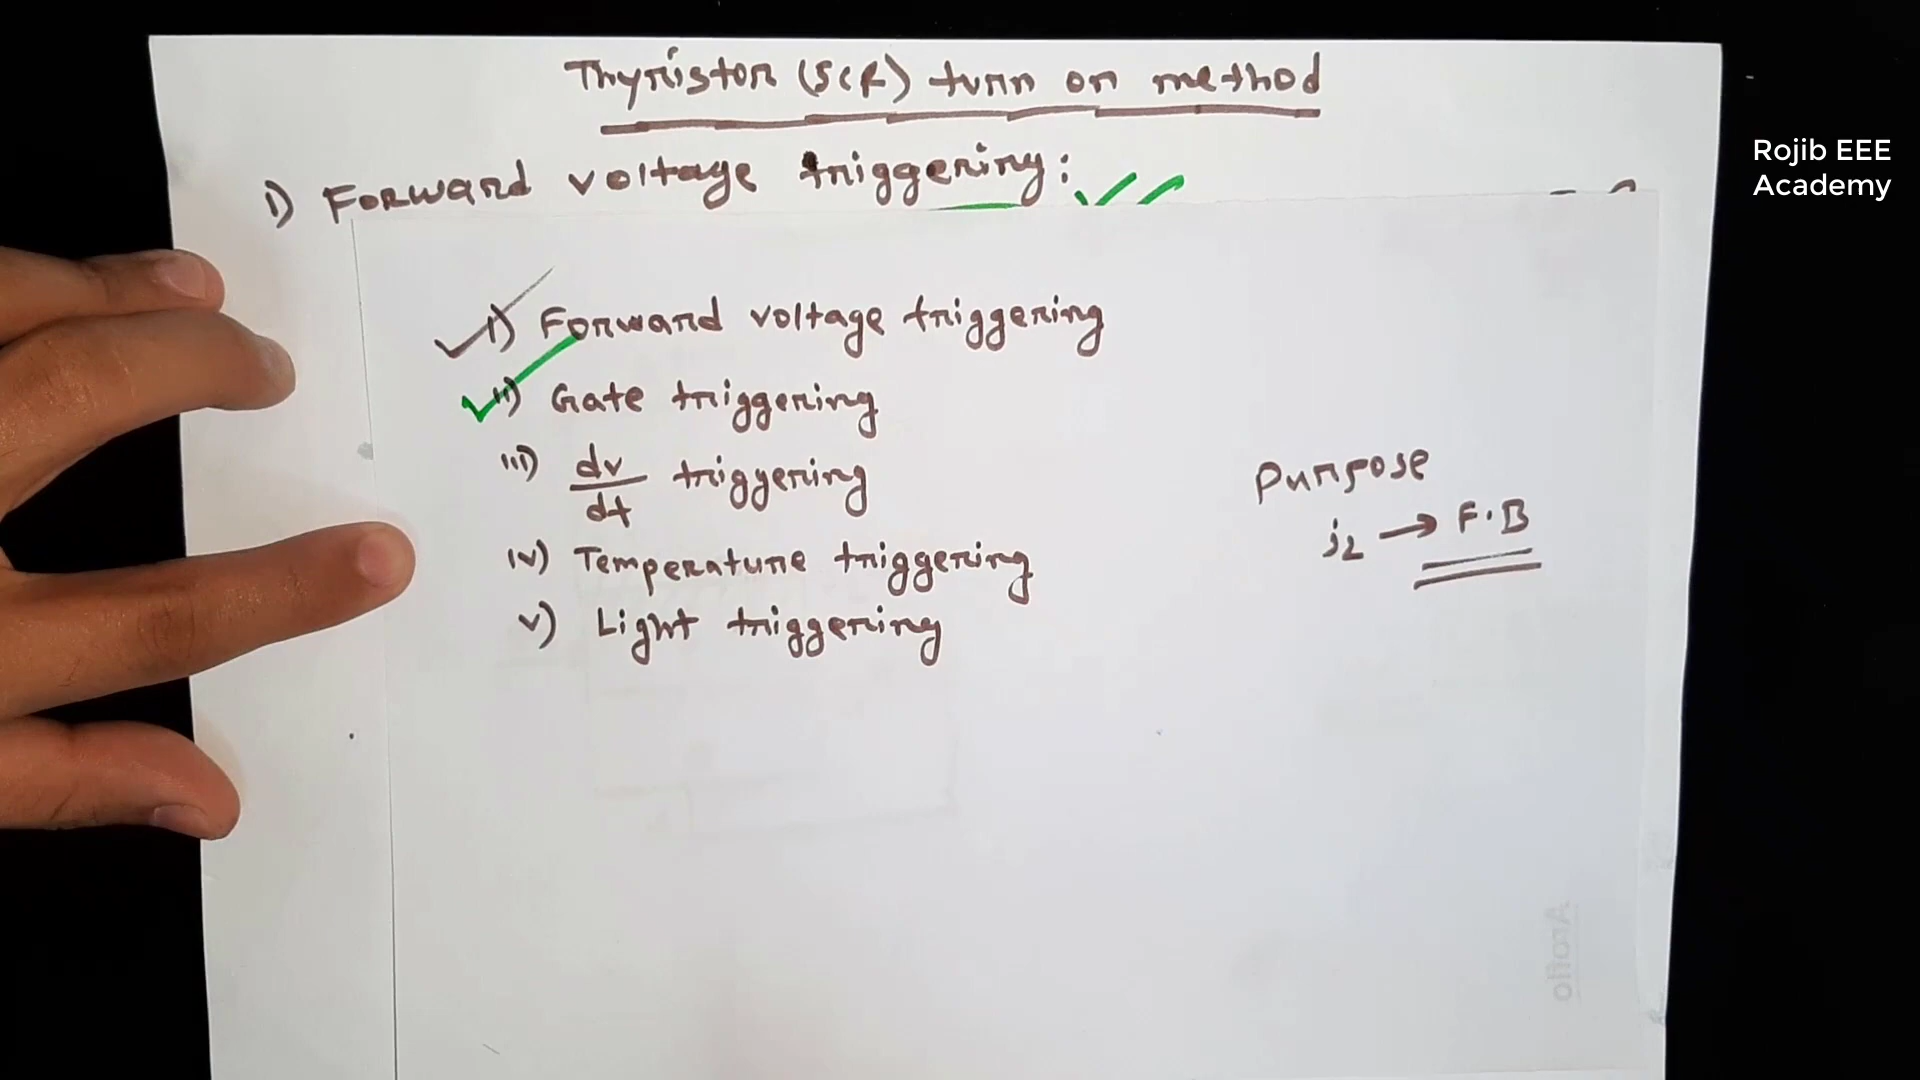 Thyristor (SCR) turn on method
Rojib EEE
Academy
1) Forward voltage triggering:
i) Forward voltage triggering
ii) Gate triggering
iii) dv/dt triggering
Purpose
j2 → F.B
iv) Temperature triggering
v) Light triggering